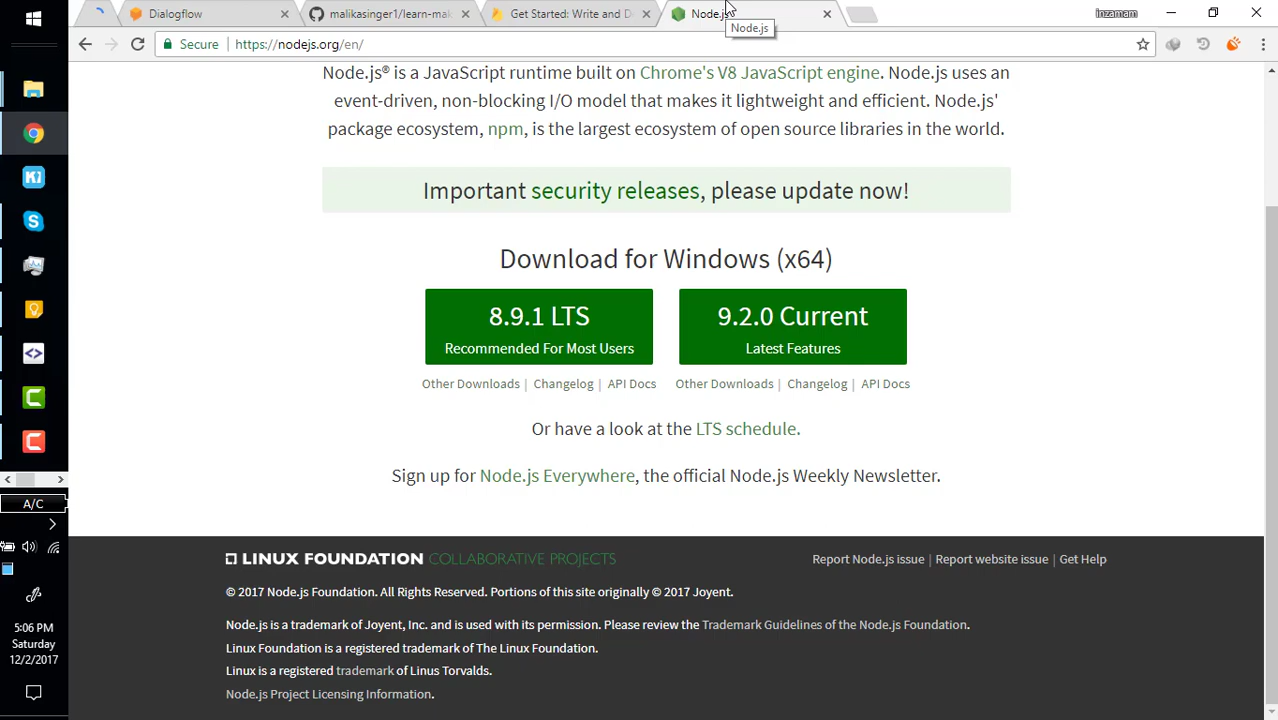 Dialogflow
malikasinger1/learn-mak
Get Started: Write and D
Node.js
inzamam
Node.js
Secure
https://nodejs.org/en/
Node.js® is a JavaScript runtime built on Chrome's V8 JavaScript engine. Node.js uses an
event-driven, non-blocking I/O model that makes it lightweight and efficient. Node.js'
package ecosystem, npm, is the largest ecosystem of open source libraries in the world.
Important security releases, please update now!
Download for Windows (x64)
8.9.1 LTS
Recommended For Most Users
9.2.0 Current
Latest Features
Other Downloads | Changelog | API Docs
Other Downloads | Changelog | API Docs
Or have a look at the LTS schedule.
Sign up for Node.js Everywhere, the official Node.js Weekly Newsletter.
LINUX FOUNDATION COLLABORATIVE PROJECTS
Report Node.js issue | Report website issue | Get Help
© 2017 Node.js Foundation. All Rights Reserved. Portions of this site originally © 2017 Joyent.
Node.js is a trademark of Joyent, Inc. and is used with its permission. Please review the Trademark Guidelines of the Node.js Foundation.
Linux Foundation is a registered trademark of The Linux Foundation.
Linux is a registered trademark of Linus Torvalds.
Node.js Project Licensing Information.
A/C
5:06 PM
Saturday
12/2/2017